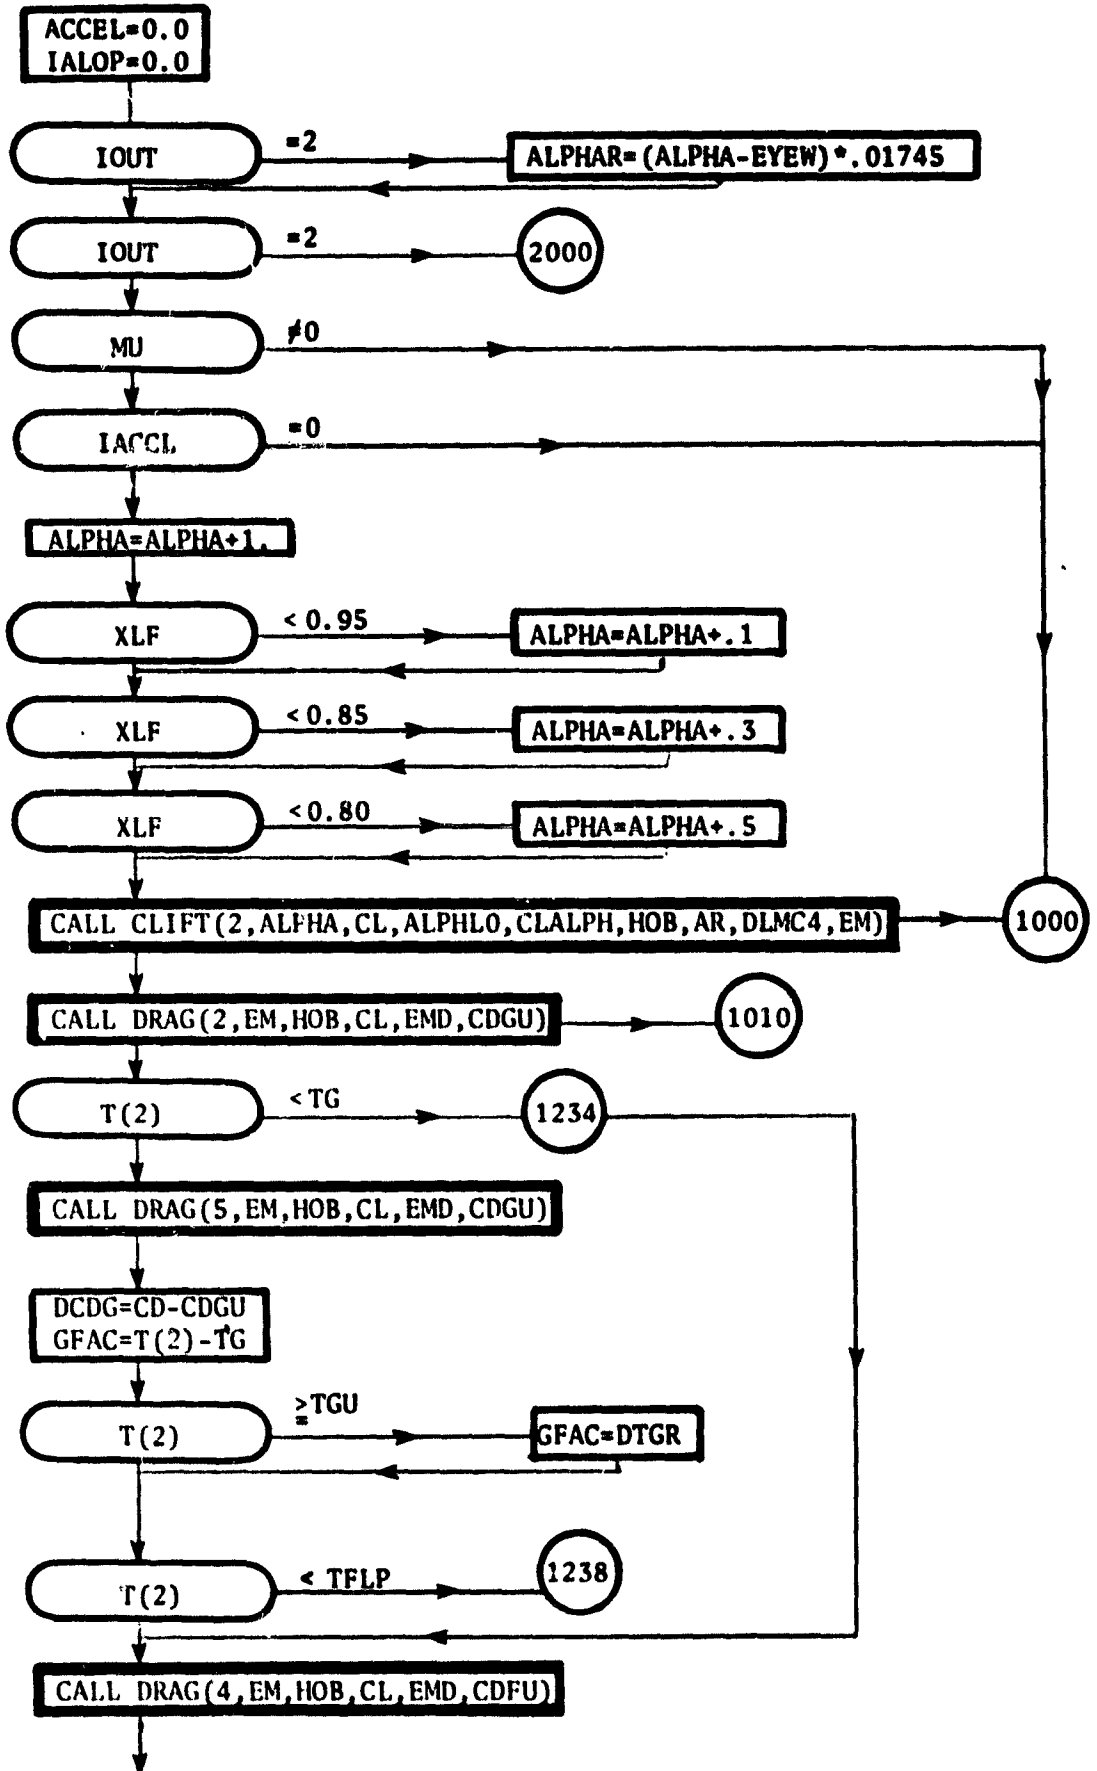 ACCEL=0.0
IALOP=0.0
IOUT
=2
ALPHAR=(ALPHA-EYEW)*.01745
IOUT
=2
2000
MU
≠0
IACCL
=0
ALPHA=ALPHA+1.
XLF
<0.95
ALPHA=ALPHA+.1
XLF
<0.85
ALPHA=ALPHA+.3
XLF
<0.80
ALPHA=ALPHA+.5
CALL CLIFT(2,ALPHA,CL,ALPHLO,CLALPH,HOB,AR,DLMC4,EM)
1000
CALL DRAG(2,EM,HOB,CL,EMD,CDGU)
1010
T(2)
<TG
1234
CALL DRAG(5,EM,HOB,CL,EMD,CDGU)
DCDG=CD-CDGU
GFAC=T(2)-TG
T(2)
≥TGU
GFAC=DTGR
T(2)
< TFLP
1238
CALL DRAG(4,EM,HOB,CL,EMD,CDFU)